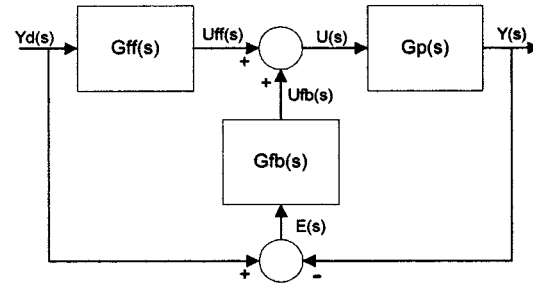 Yd(s)
Gff(s)
Uff(s)
+
+
U(s)
Gp(s)
Y(s)
Ufb(s)
Gfb(s)
E(s)
+
-